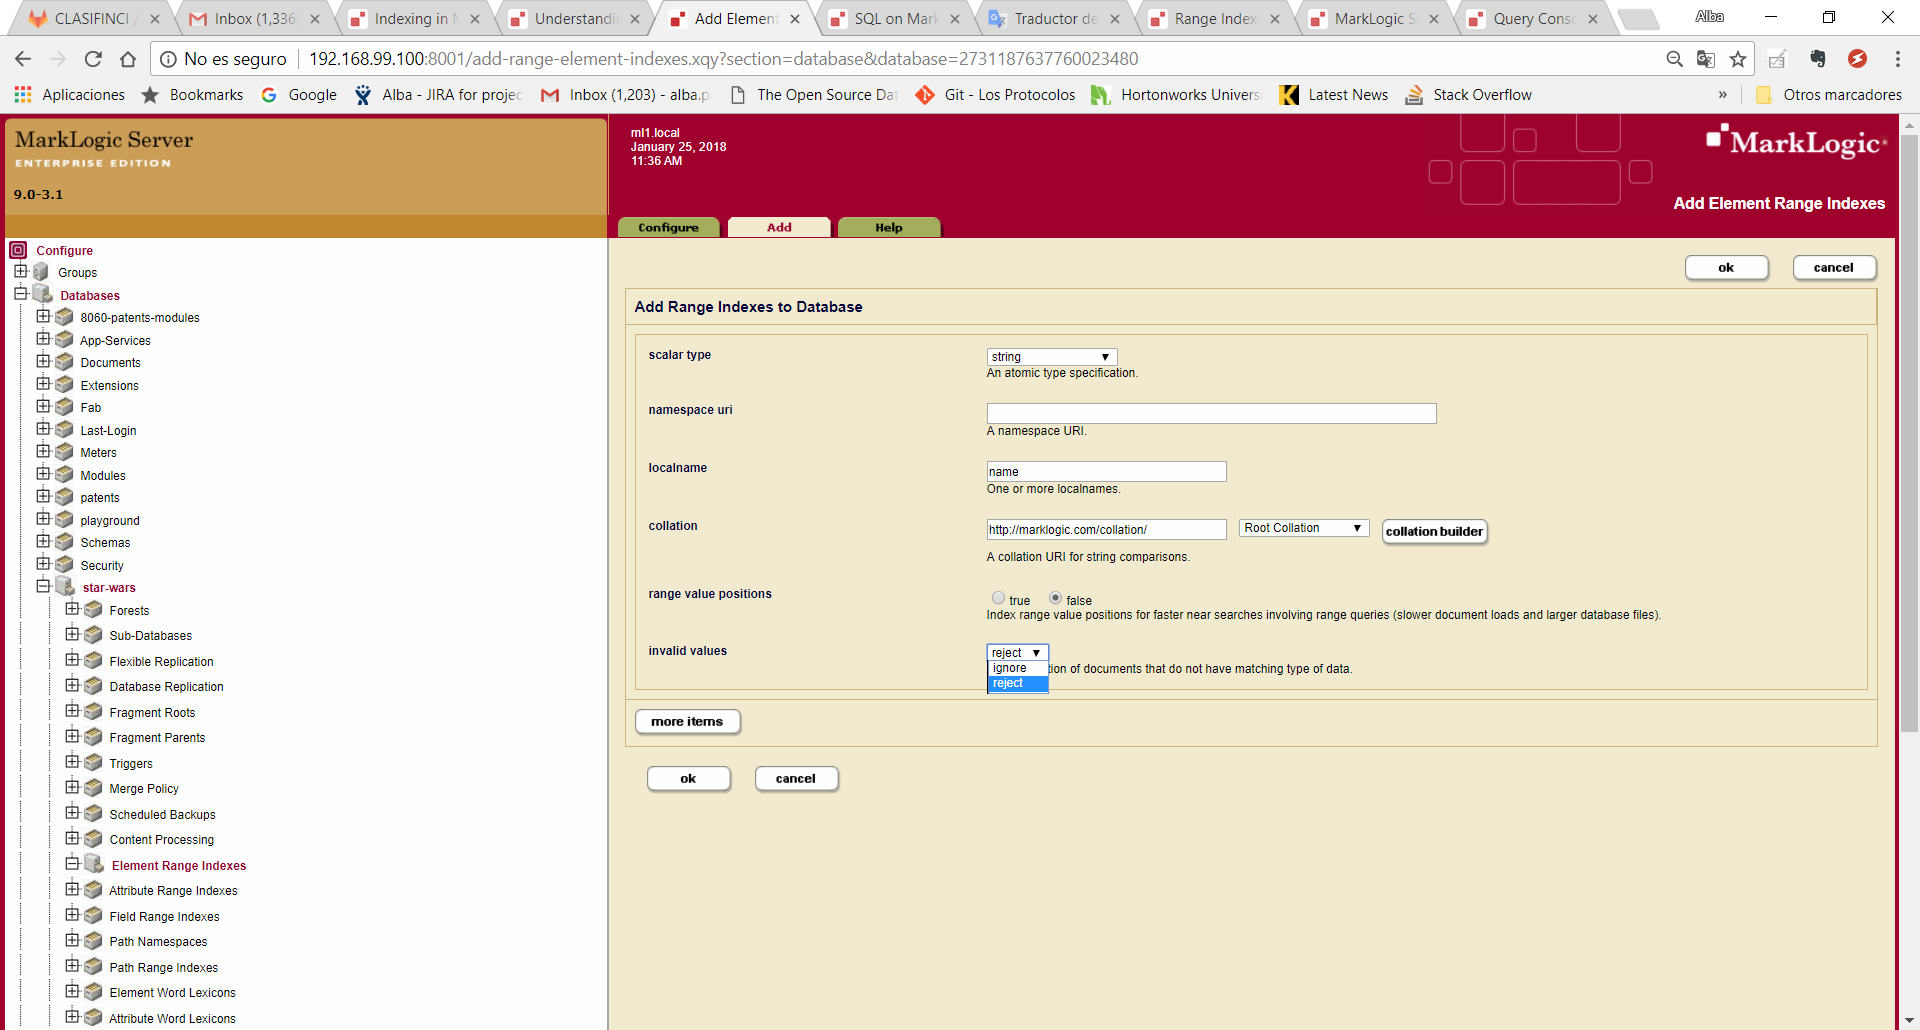 CLASIFINCI /
Inbox (1,336
Indexing in
Understandi
Add Element
SQL on Mark
Traductor de
Range Index
MarkLogic S
Query Conso
Alba
No es seguro
192.168.99.100:8001/add-range-element-indexes.xqy?section=database&database=2731187637760023480
Aplicaciones
Bookmarks
Google
Alba - JIRA for projec
Inbox (1,203) - alba.p
The Open Source Dat
Git - Los Protocolos
Hortonworks Universi
Latest News
Stack Overflow
»
Otros marcadores
MarkLogic Server
ENTERPRISE EDITION
9.0-3.1
ml1.local
January 25, 2018
11:36 AM
MarkLogic
Add Element Range Indexes
Configure
Add
Help
Configure
Groups
Databases
8060-patents-modules
App-Services
Documents
Extensions
Fab
Last-Login
Meters
Modules
patents
playground
Schemas
Security
star-wars
Forests
Sub-Databases
Flexible Replication
Database Replication
Fragment Roots
Fragment Parents
Triggers
Merge Policy
Scheduled Backups
Content Processing
Element Range Indexes
Attribute Range Indexes
Field Range Indexes
Path Namespaces
Path Range Indexes
Element Word Lexicons
Attribute Word Lexicons
ok
cancel
Add Range Indexes to Database
scalar type
string
An atomic type specification.
namespace uri
A namespace URI.
localname
name
One or more localnames.
collation
http://marklogic.com/collation/
Root Collation
collation builder
A collation URI for string comparisons.
range value positions
true
false
Index range value positions for faster near searches involving range queries (slower document loads and larger database files).
invalid values
reject
ignore
reject
tion of documents that do not have matching type of data.
more items
ok
cancel